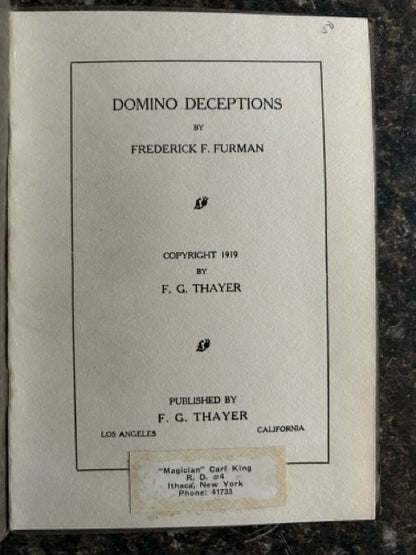 DOMINO DECEPTIONS
BY
FREDERICK F. FURMAN
COPYRIGHT 1919
BY
F. G. THAYER
PUBLISHED BY
F. G. THAYER
LOS ANGELES CALIFORNIA
"Magician" Carl King
R. D. #4
Ithaca, New York
Phone: 41733